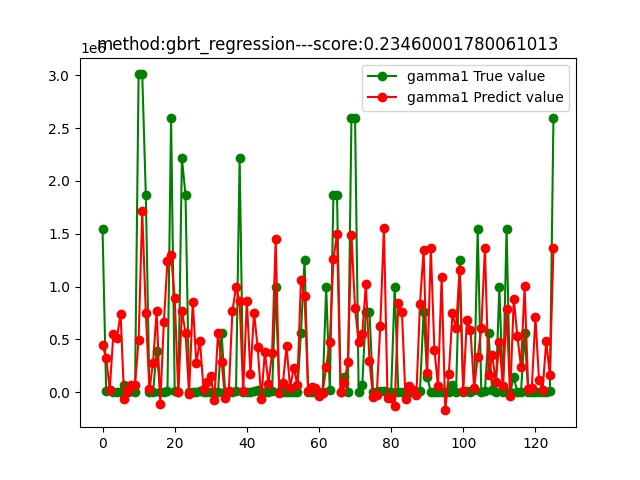 method:gbrt_regression---score:0.23460001780061013
1e6
gamma1 True value
gamma1 Predict value
3.0
2.5
2.0
1.5
1.0
0.5
0.0
0 20 40 60 80 100 120